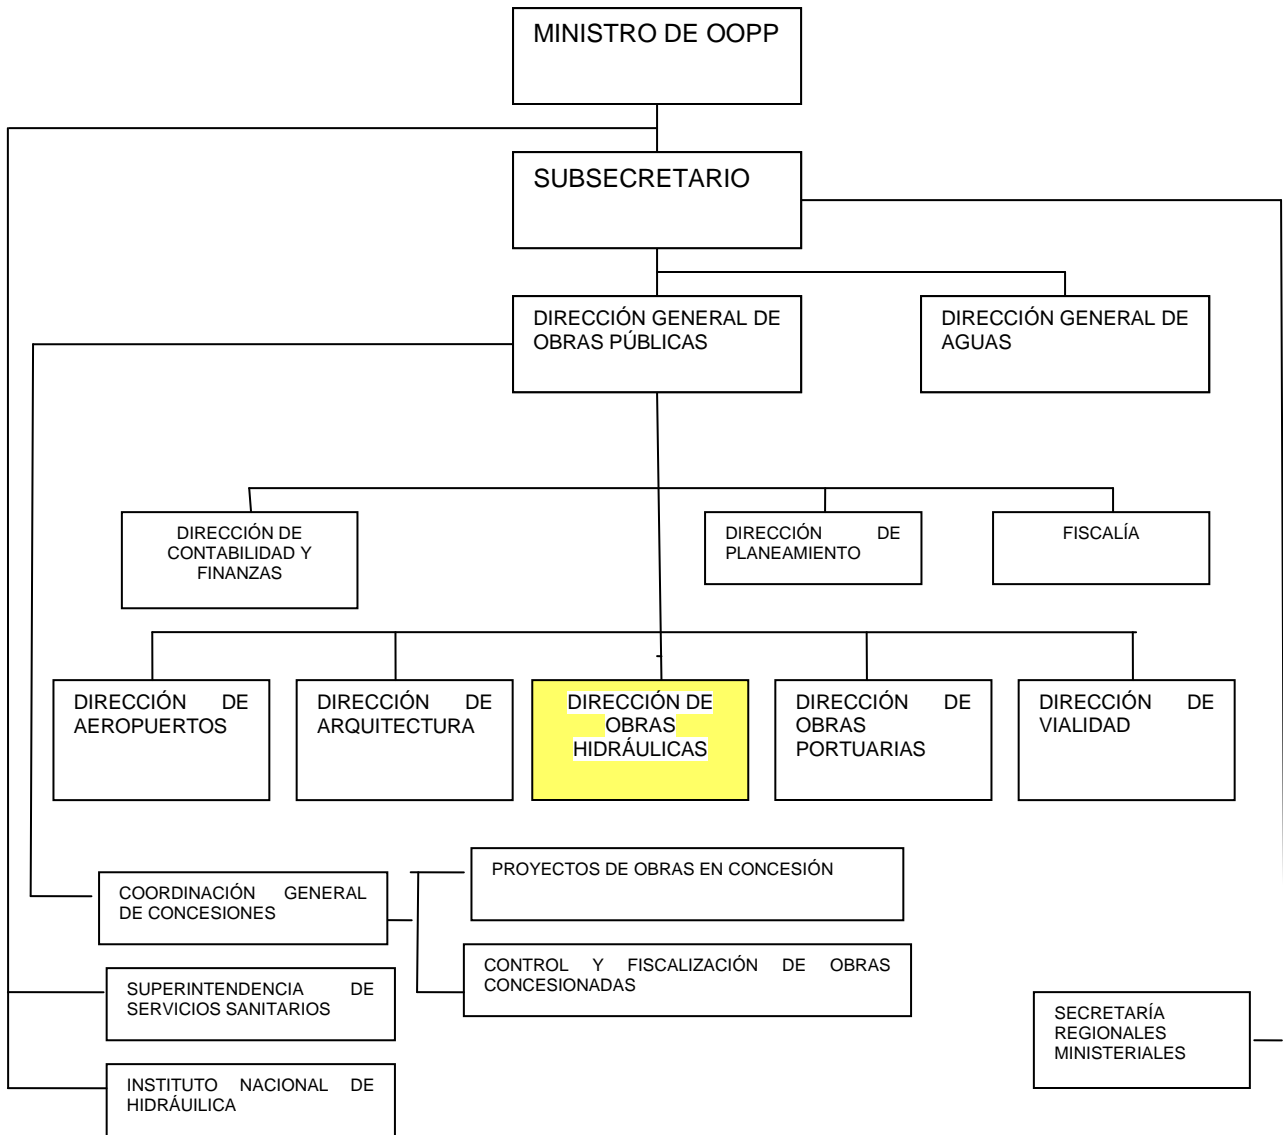 MINISTRO DE OOPP
SUBSECRETARIO
DIRECCIÓN GENERAL DE
OBRAS PÚBLICAS
DIRECCIÓN GENERAL DE
AGUAS
DIRECCIÓN DE
CONTABILIDAD Y
FINANZAS
DIRECCIÓN DE
PLANEAMIENTO
FISCALÍA
DIRECCIÓN DE
AEROPUERTOS
DIRECCIÓN DE
ARQUITECTURA
DIRECCIÓN DE
OBRAS
HIDRÁULICAS
DIRECCIÓN DE
OBRAS
PORTUARIAS
DIRECCIÓN DE
VIALIDAD
COORDINACIÓN GENERAL
DE CONCESIONES
PROYECTOS DE OBRAS EN CONCESIÓN
CONTROL Y FISCALIZACIÓN DE OBRAS
CONCESIONADAS
SUPERINTENDENCIA DE
SERVICIOS SANITARIOS
SECRETARÍA
REGIONALES
MINISTERIALES
INSTITUTO NACIONAL DE
HIDRÁUILICA